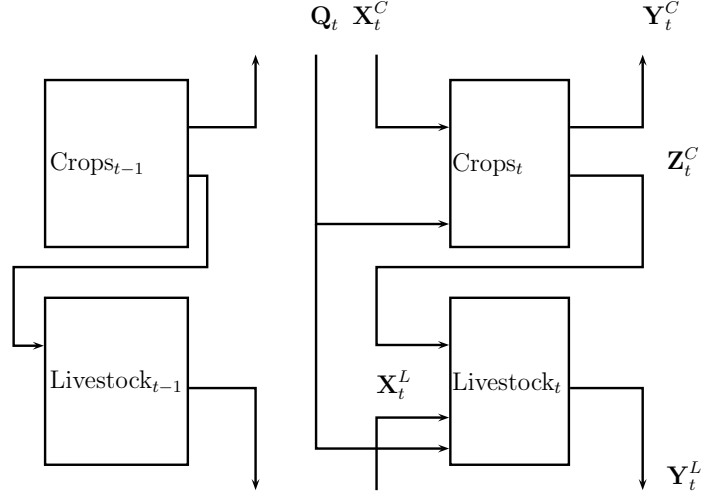 Q_t X_t^C Y_t^C
Crops_{t−1} Crops_t Z_t^C
Livestock_{t−1} X_t^L Livestock_t
Y_t^L